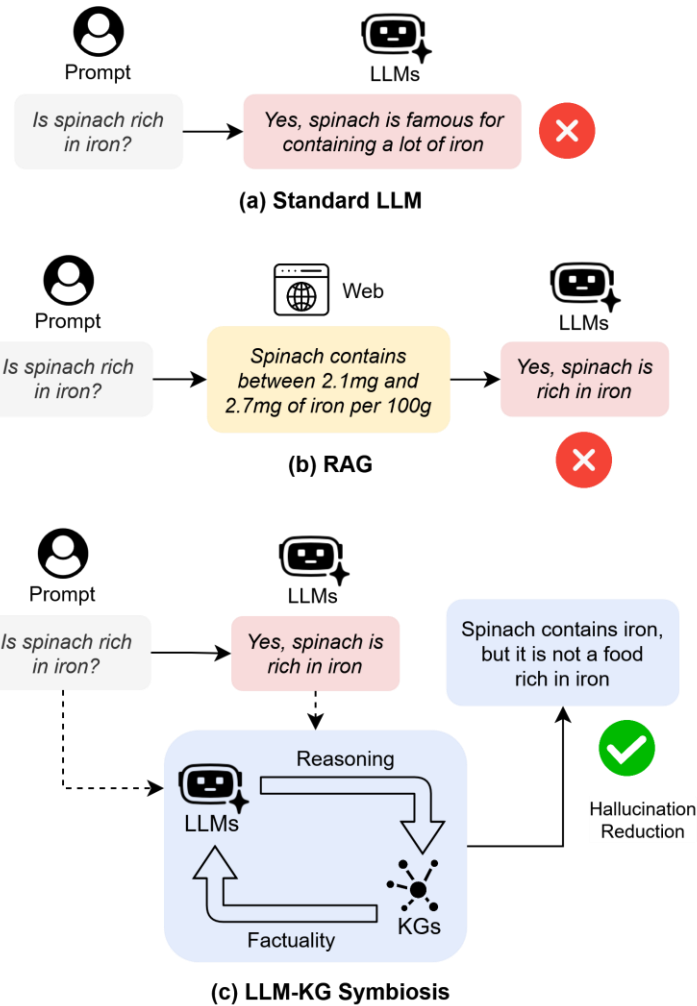 Prompt
LLMs
Is spinach rich
in iron?
Yes, spinach is famous for
containing a lot of iron
(a) Standard LLM
Prompt
Web
LLMs
Is spinach rich
in iron?
Spinach contains
between 2.1mg and
2.7mg of iron per 100g
Yes, spinach is
rich in iron
(b) RAG
Prompt
LLMs
Is spinach rich
in iron?
Yes, spinach is
rich in iron
Spinach contains iron,
but it is not a food
rich in iron
Reasoning
LLMs
KGs
Factuality
Hallucination
Reduction
(c) LLM-KG Symbiosis